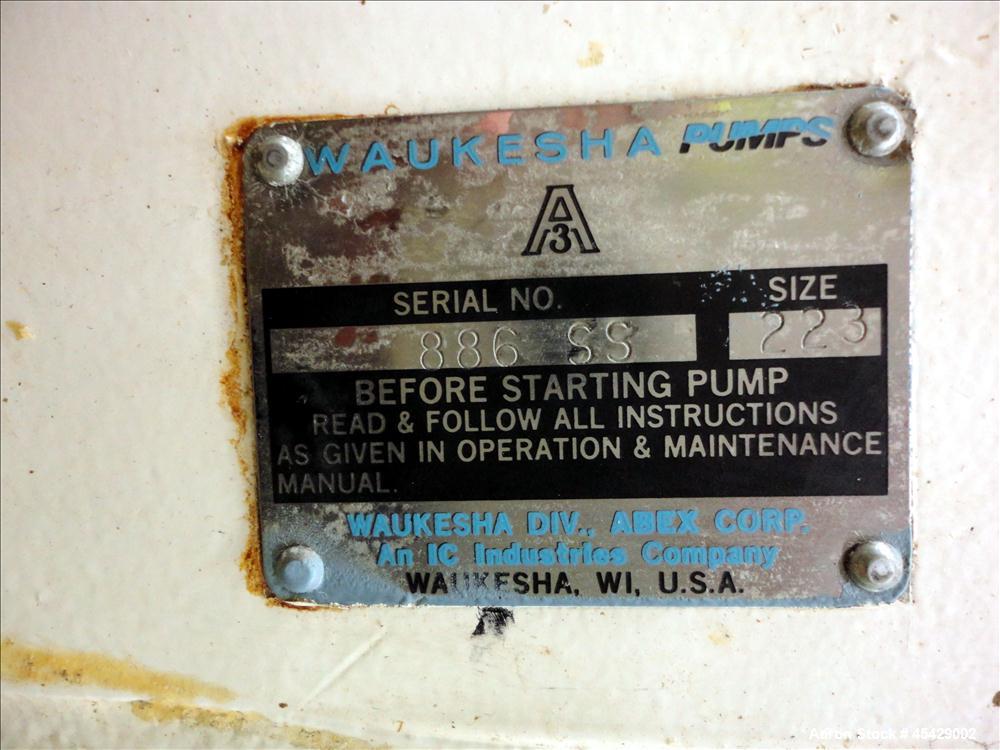 WAUKESHA PUMPS
A
3
SERIAL NO. SIZE
886 SS 223
BEFORE STARTING PUMP
READ & FOLLOW ALL INSTRUCTIONS
AS GIVEN IN OPERATION & MAINTENANCE
MANUAL.
WAUKESHA DIV., ABEX CORP.
An IC Industries Company
WAUKESHA, WI, U.S.A.
Aaron Stock # 45429002